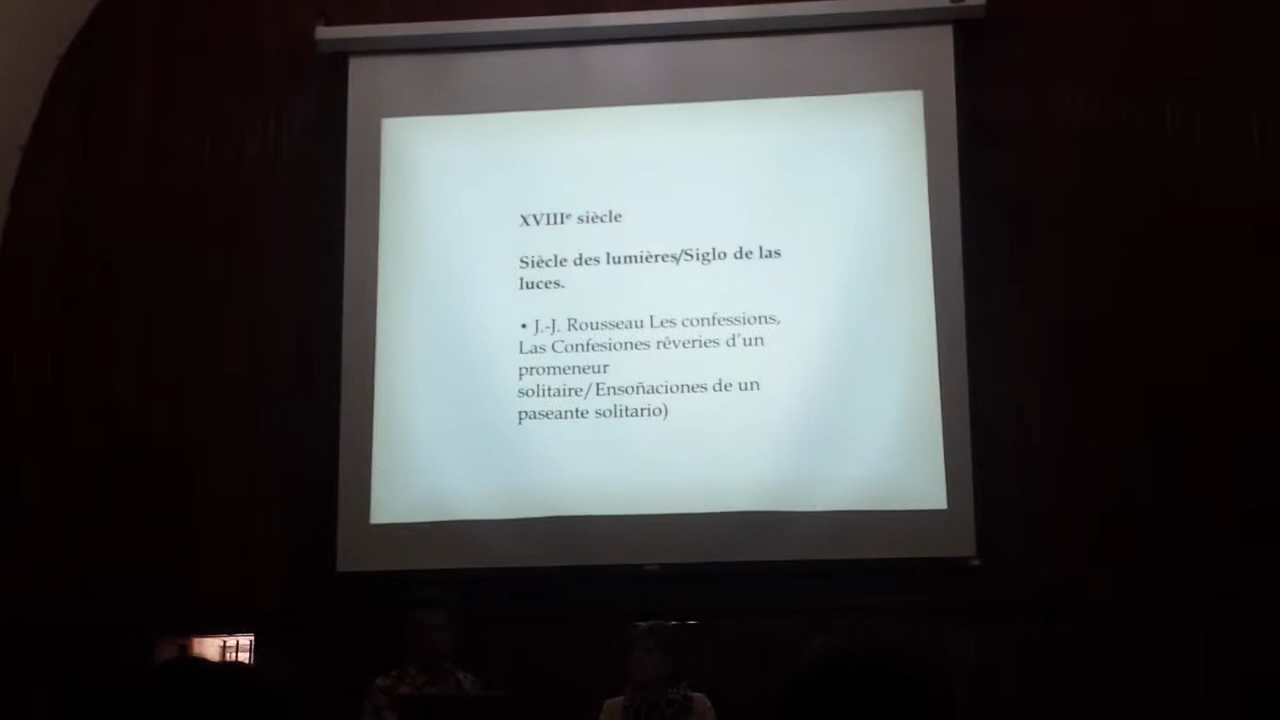 XVIIIᵉ siècle
Siècle des lumières/Siglo de las
luces.
• J.-J. Rousseau Les confessions,
Las Confesiones rêveries d'un
promeneur
solitaire/Ensoñaciones de un
paseante solitario)